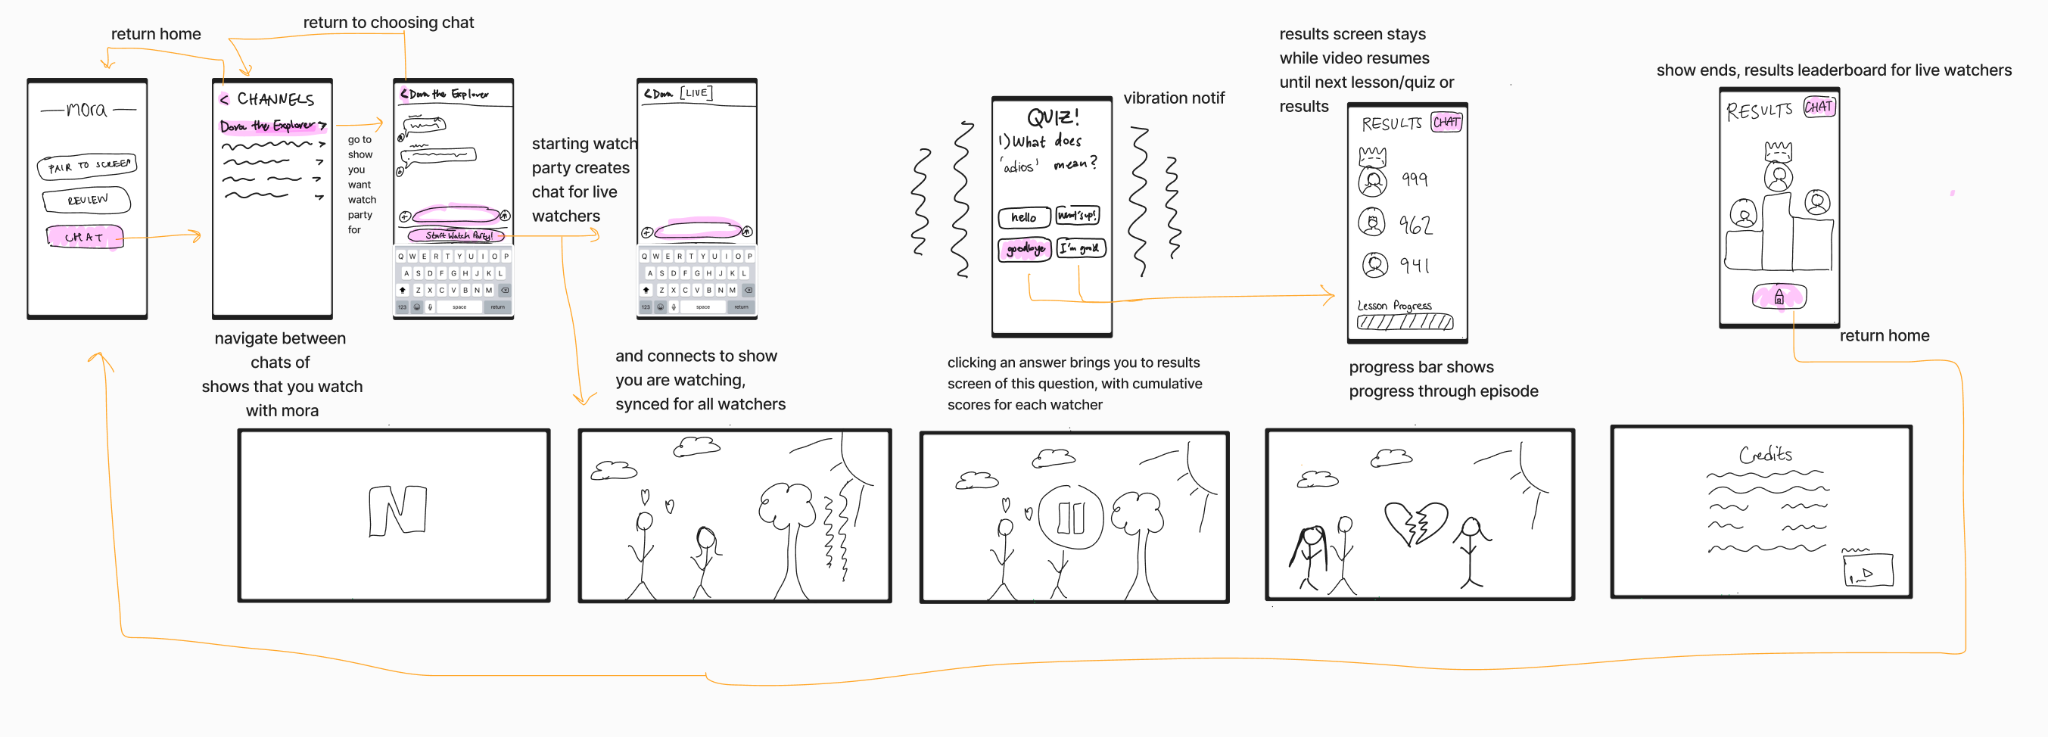 return home
return to choosing chat
mora
PAIR TO SCREEN
REVIEW
CHAT
< CHANNELS
Dora the Explorer >
navigate between
chats of
shows that you watch
with mora
go to
show
you
want
watch
party
for
< Dora the Explorer
Start Watch Party!
Q W E R T Y U I O P
A S D F G H J K L
Z X C V B N M
123 space return
starting watch
party creates
chat for live
watchers
< Dora [LIVE]
Q W E R T Y U I O P
A S D F G H J K L
Z X C V B N M
123 space return
and connects to show
you are watching,
synced for all watchers
QUIZ!
1) What does
'adios' mean?
hello what's up!
goodbye I'm good
vibration notif
clicking an answer brings you to results
screen of this question, with cumulative
scores for each watcher
results screen stays
while video resumes
until next lesson/quiz or
results
RESULTS CHAT
999
962
941
Lesson Progress
progress bar shows
progress through episode
show ends, results leaderboard for live watchers
RESULTS CHAT
return home
N
Credits